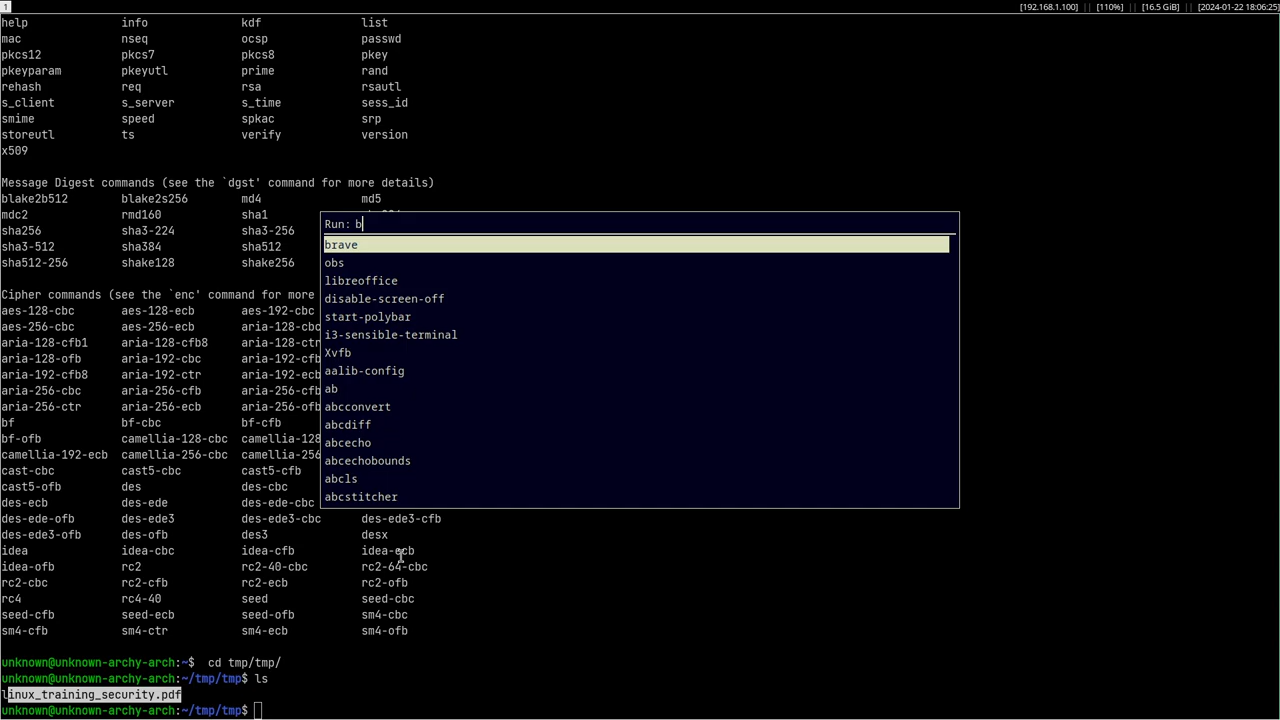 1 [192.168.1.100] || [110%] || [16.5 GiB] || [2024-01-22 18:06:25]
help info kdf list
mac nseq ocsp passwd
pkcs12 pkcs7 pkcs8 pkey
pkeyparam pkeyutl prime rand
rehash req rsa rsautl
s_client s_server s_time sess_id
smime speed spkac srp
storeutl ts verify version
x509
Message Digest commands (see the `dgst' command for more details)
blake2b512 blake2s256 md4 md5
mdc2 rmd160 sha1
sha256 sha3-224 sha3-256
sha3-512 sha384 sha512
sha512-256 shake128 shake256
Cipher commands (see the `enc' command for more
aes-128-cbc aes-128-ecb aes-192-cbc
aes-256-cbc aes-256-ecb aria-128-cbc
aria-128-cfb1 aria-128-cfb8 aria-128-ctr
aria-128-ofb aria-192-cbc aria-192-cfb
aria-192-cfb8 aria-192-ctr aria-192-ecb
aria-256-cbc aria-256-cfb aria-256-cfb
aria-256-ctr aria-256-ecb aria-256-ofb
bf bf-cbc bf-cfb
bf-ofb camellia-128-cbc camellia-128
camellia-192-ecb camellia-256-cbc camellia-256
cast-cbc cast5-cbc cast5-cfb
cast5-ofb des des-cbc
des-ecb des-ede des-ede-cbc
des-ede-ofb des-ede3 des-ede3-cbc des-ede3-cfb
des-ede3-ofb des-ofb des3 desx
idea idea-cbc idea-cfb idea-ecb
idea-ofb rc2 rc2-40-cbc rc2-64-cbc
rc2-cbc rc2-cfb rc2-ecb rc2-ofb
rc4 rc4-40 seed seed-cbc
seed-cfb seed-ecb seed-ofb sm4-cbc
sm4-cfb sm4-ctr sm4-ecb sm4-ofb
unknown@unknown-archy-arch:~$ cd tmp/tmp/
unknown@unknown-archy-arch:~/tmp/tmp$ ls
linux_training_security.pdf
unknown@unknown-archy-arch:~/tmp/tmp$
Run: b
brave
obs
libreoffice
disable-screen-off
start-polybar
i3-sensible-terminal
Xvfb
aalib-config
ab
abcconvert
abcdiff
abcecho
abcechobounds
abcls
abcstitcher